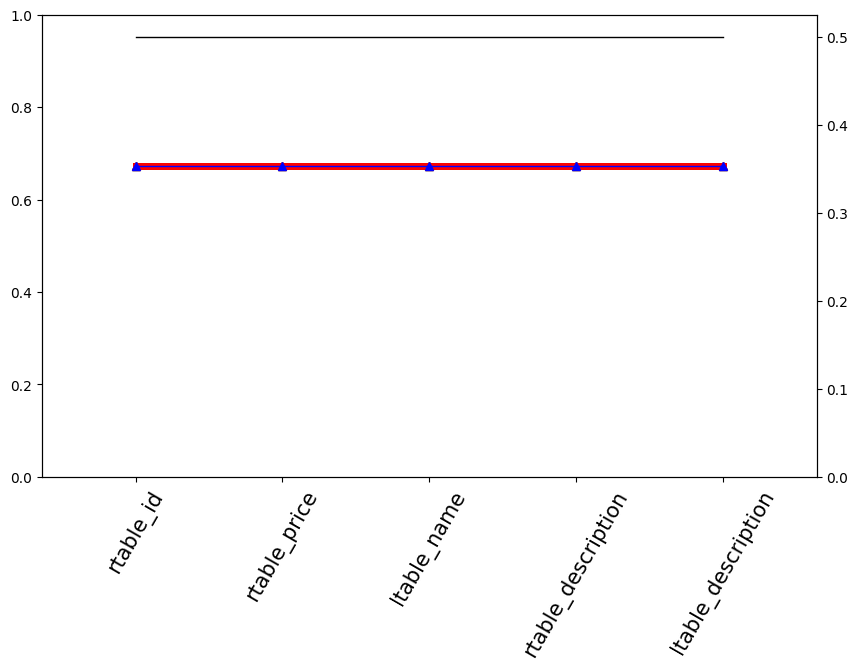 1.0
0.8
0.6
0.4
0.2
0.0
0.5
0.4
0.3
0.2
0.1
0.0
rtable_id
rtable_price
ltable_name
rtable_description
ltable_description